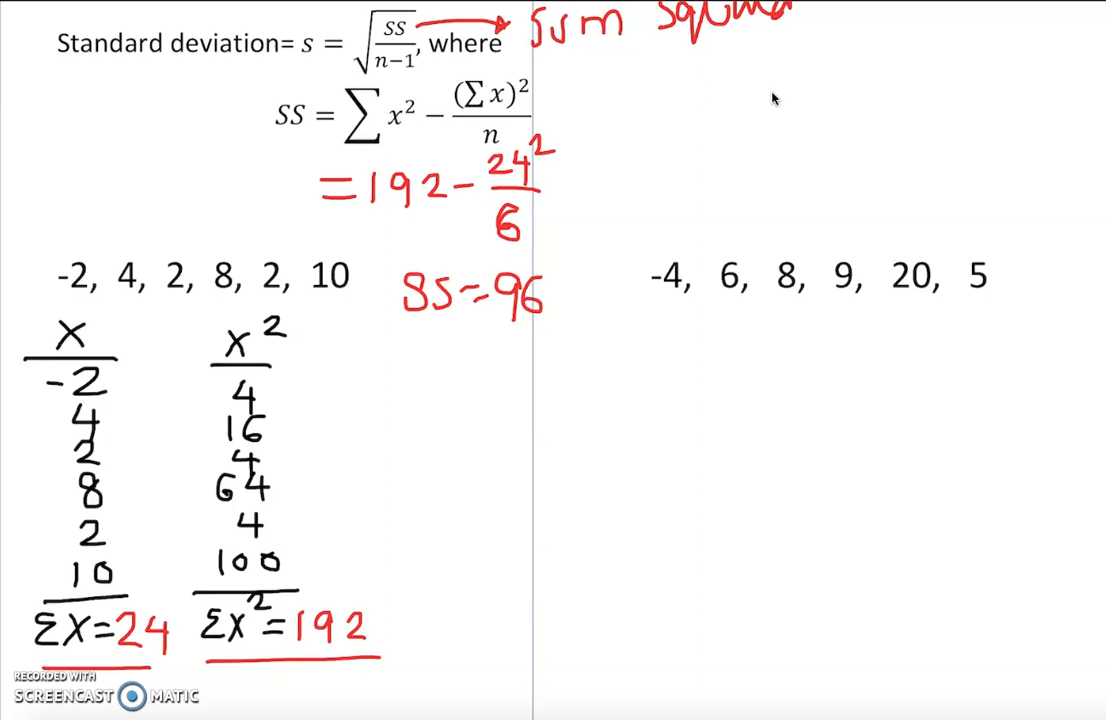 Standard deviation= s = √SS/n−1, where Sum
SS = ∑ x² − (∑ x)²/n
= 192 − 24²/6
-2, 4, 2, 8, 2, 10
SS = 96
-4, 6, 8, 9, 20, 5
x x²
-2 4
4 16
2 4
8 64
2 4
10 100
Σx = 24 Σx² = 192
RECORDED WITH
SCREENCAST MATIC